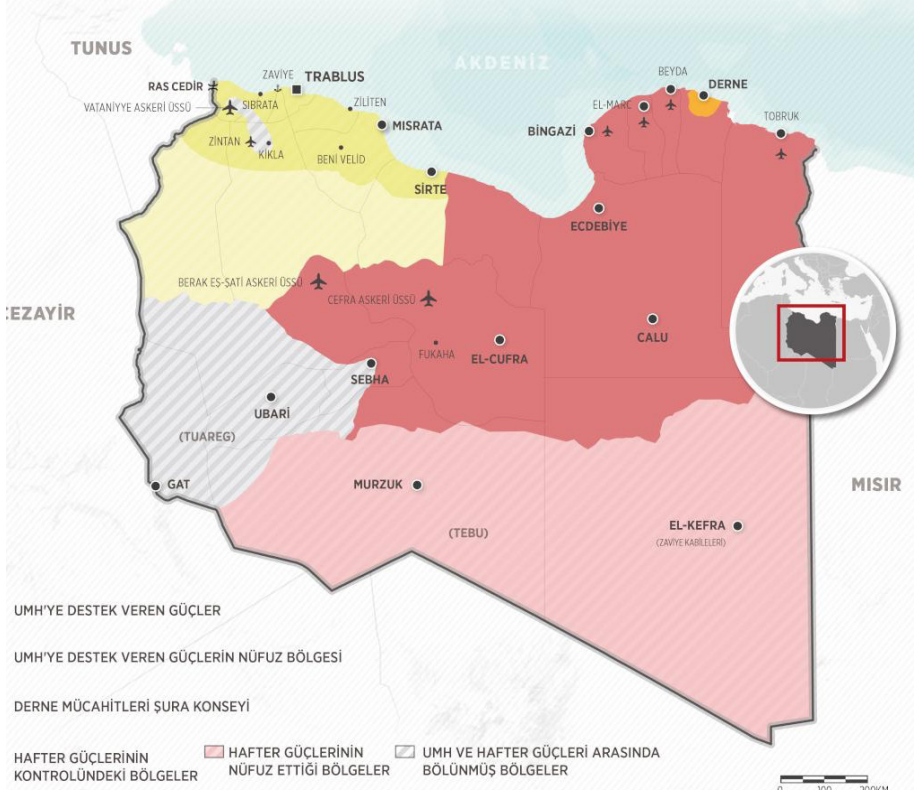 TUNUS
AKDENİZ
RAS CEDİR
ZAVİYE
TRABLUS
BEYDA
DERNE
VATANİYYE ASKERİ ÜSSÜ
SIBRATA
ZİLİTEN
EL-MARC
MISRATA
BİNGAZİ
TOBRUK
ZİNTAN
KİKLA
BENİ VELİD
SİRTE
ECDEBİYE
BERAK EŞ-ŞATİ ASKERİ ÜSSÜ
CEFRA ASKERİ ÜSSÜ
CEZAYİR
FUKAHA
EL-CUFRA
CALU
SEBHA
UBARİ
(TUAREG)
GAT
MURZUK
MISIR
(TEBU)
EL-KEFRA
(ZAVİYE KABİLELERİ)
UMH'YE DESTEK VEREN GÜÇLER
UMH'YE DESTEK VEREN GÜÇLERİN NÜFUZ BÖLGESİ
DERNE MÜCAHİTLERİ ŞURA KONSEYİ
HAFTER GÜÇLERİNİN
KONTROLÜNDEKİ BÖLGELER
HAFTER GÜÇLERİNİN
NÜFUZ ETTİĞİ BÖLGELER
UMH VE HAFTER GÜÇLERİ ARASINDA
BÖLÜNMÜŞ BÖLGELER
0 100 200KM